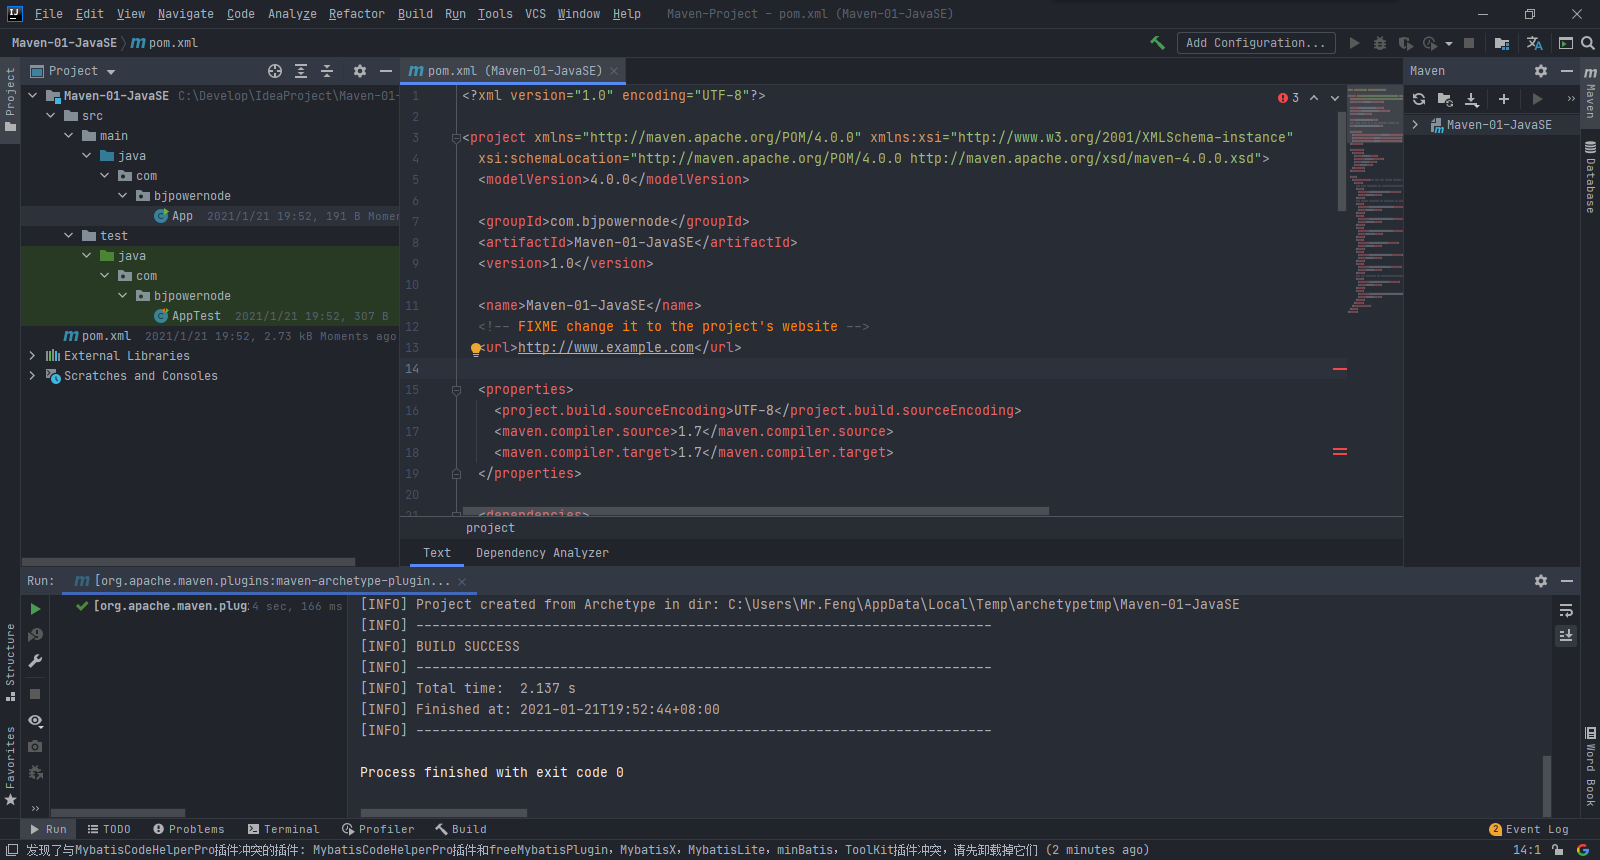 File Edit View Navigate Code Analyze Refactor Build Run Tools VCS Window Help Maven-Project - pom.xml (Maven-01-JavaSE)
Maven-01-JavaSE pom.xml Add Configuration...
Project
Maven-01-JavaSE C:\Develop\IdeaProject\Maven-01-
src
main
java
com
bjpowernode
App 2021/1/21 19:52, 191 B Momen
test
java
com
bjpowernode
AppTest 2021/1/21 19:52, 307 B
pom.xml 2021/1/21 19:52, 2.73 kB Moments ago
External Libraries
Scratches and Consoles
pom.xml (Maven-01-JavaSE)
3
1 <?xml version="1.0" encoding="UTF-8"?>
2
3 <project xmlns="http://maven.apache.org/POM/4.0.0" xmlns:xsi="http://www.w3.org/2001/XMLSchema-instance"
4 xsi:schemaLocation="http://maven.apache.org/POM/4.0.0 http://maven.apache.org/xsd/maven-4.0.0.xsd">
5 <modelVersion>4.0.0</modelVersion>
6
7 <groupId>com.bjpowernode</groupId>
8 <artifactId>Maven-01-JavaSE</artifactId>
9 <version>1.0</version>
10
11 <name>Maven-01-JavaSE</name>
12 <!-- FIXME change it to the project's website -->
13 <url>http://www.example.com</url>
14
15 <properties>
16 <project.build.sourceEncoding>UTF-8</project.build.sourceEncoding>
17 <maven.compiler.source>1.7</maven.compiler.source>
18 <maven.compiler.target>1.7</maven.compiler.target>
19 </properties>
20
21 <dependencies>
project
Text Dependency Analyzer
Maven
Maven-01-JavaSE
Project
Structure
Favorites
Maven
Database
Word Book
Run: [org.apache.maven.plugins:maven-archetype-plugin...
[org.apache.maven.plug: 4 sec, 166 ms
[INFO] Project created from Archetype in dir: C:\Users\Mr.Feng\AppData\Local\Temp\archetypetmp\Maven-01-JavaSE
[INFO] ------------------------------------------------------------------------
[INFO] BUILD SUCCESS
[INFO] ------------------------------------------------------------------------
[INFO] Total time:  2.137 s
[INFO] Finished at: 2021-01-21T19:52:44+08:00
[INFO] ------------------------------------------------------------------------
Process finished with exit code 0
Run TODO Problems Terminal Profiler Build 2 Event Log
发现了与MybatisCodeHelperPro插件冲突的插件: MybatisCodeHelperPro插件和freeMybatisPlugin，MybatisX，MybatisLite，minBatis，ToolKit插件冲突，请先卸载掉它们 (2 minutes ago) 14:1